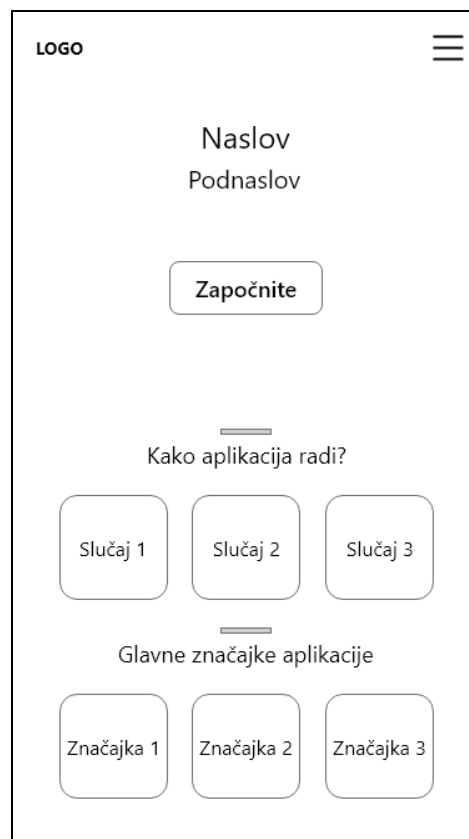 LOGO
Naslov
Podnaslov
Započnite
Kako aplikacija radi?
Slučaj 1 Slučaj 2 Slučaj 3
Glavne značajke aplikacije
Značajka 1 Značajka 2 Značajka 3